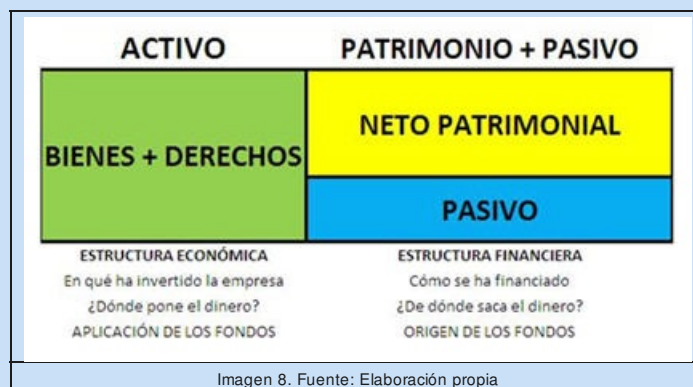 ACTIVO
PATRIMONIO + PASIVO
BIENES + DERECHOS
NETO PATRIMONIAL
PASIVO
ESTRUCTURA ECONÓMICA
En qué ha invertido la empresa
¿Dónde pone el dinero?
APLICACIÓN DE LOS FONDOS
ESTRUCTURA FINANCIERA
Cómo se ha financiado
¿De dónde saca el dinero?
ORIGEN DE LOS FONDOS
Imagen 8. Fuente: Elaboración propia